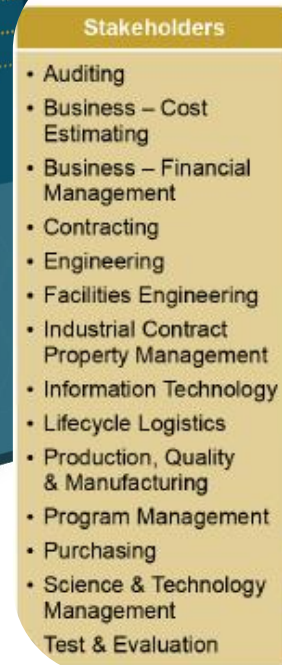 Stakeholders
• Auditing
• Business – Cost
Estimating
• Business – Financial
Management
• Contracting
• Engineering
• Facilities Engineering
• Industrial Contract
Property Management
• Information Technology
• Lifecycle Logistics
• Production, Quality
& Manufacturing
• Program Management
• Purchasing
• Science & Technology
Management
Test & Evaluation